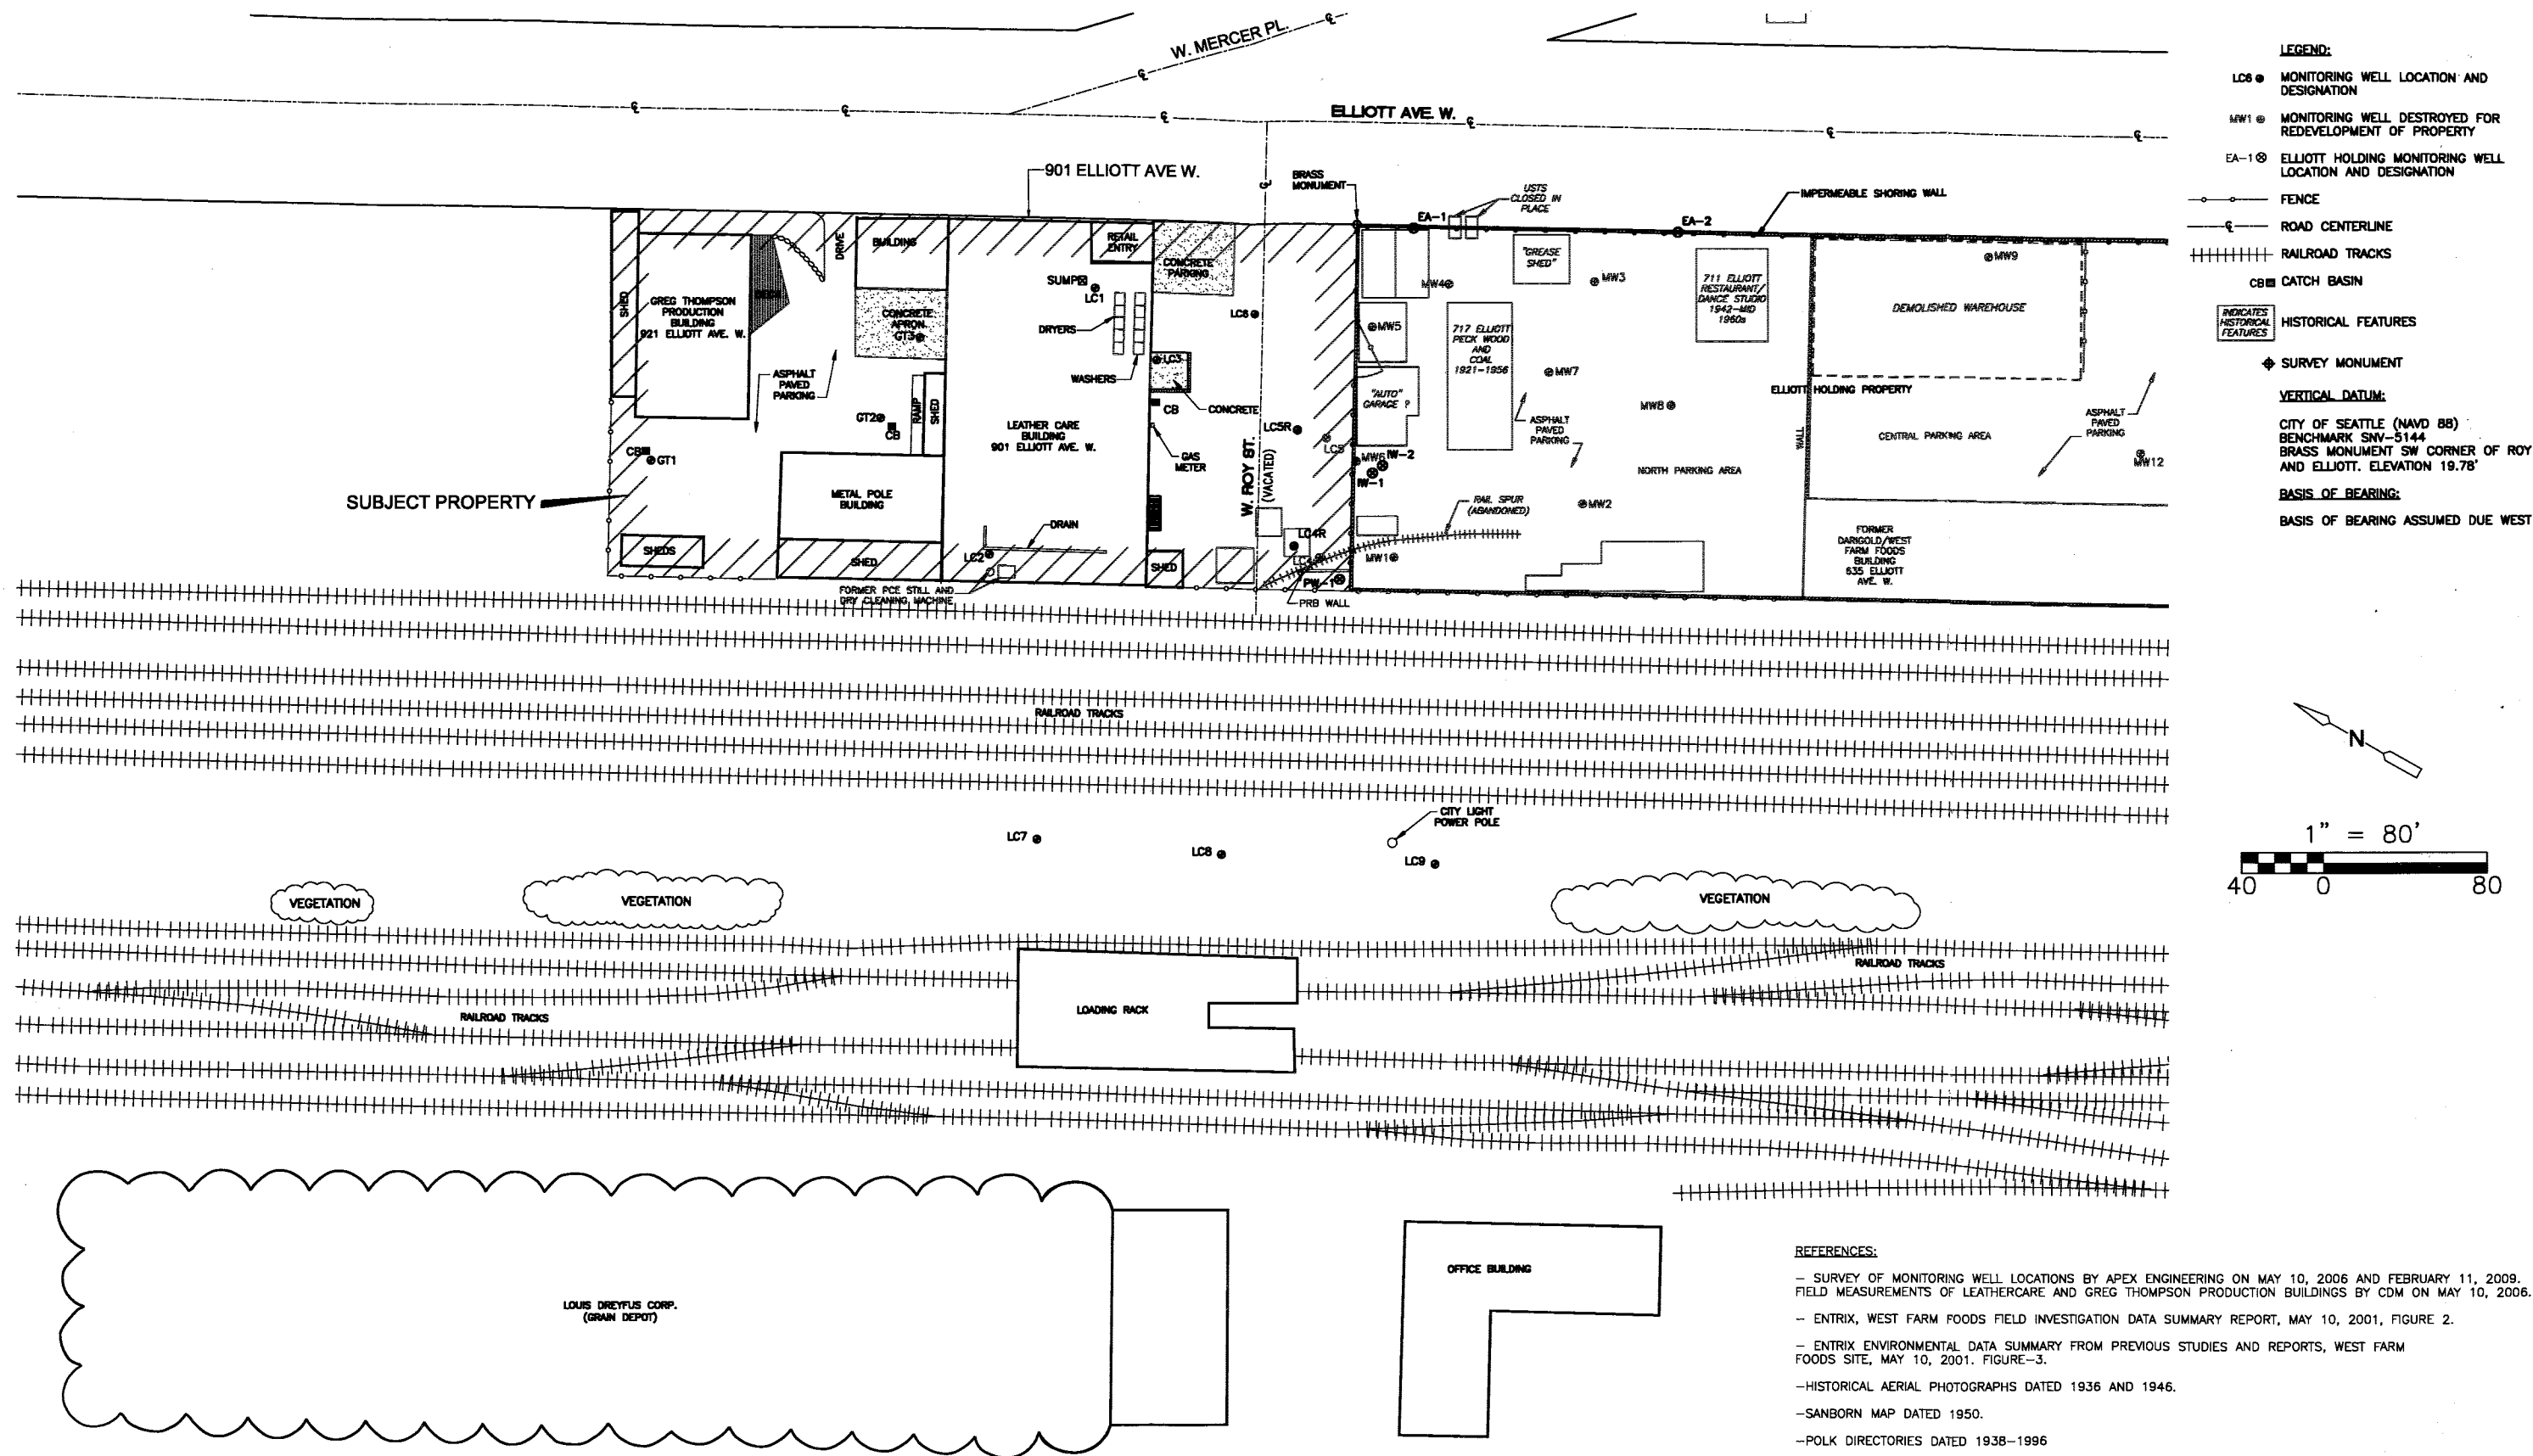 W. MERCER PL.
ELLIOTT AVE. W.
901 ELLIOTT AVE W.
BRASS
MONUMENT
USTS
CLOSED IN
PLACE
IMPERMEABLE SHORING WALL
EA-1
EA-2
SHED
GREG THOMPSON
PRODUCTION
BUILDING
921 ELLIOTT AVE. W.
DECK
DRIVE
BUILDING
CONCRETE
APRON
GT3
RETAIL
ENTRY
CONCRETE
PARKING
SUMP
LC1
DRYERS
WASHERS
LC6
LC3
CONCRETE
CB
GAS
METER
ASPHALT
PAVED
PARKING
GT2
CB
RAMP
SHED
LEATHER CARE
BUILDING
901 ELLIOTT AVE. W.
CB
GT1
SUBJECT PROPERTY
METAL POLE
BUILDING
SHEDS
SHED
LC2
DRAIN
SHED
FORMER PCE STILL AND
DRY CLEANING MACHINE
W. ROY ST.
(VACATED)
LC5R
LC5
LC4R
PW-1
PRB WALL
MW4
"GREASE
SHED"
MW3
MW5
717 ELLIOTT
PECK WOOD
AND
COAL
1921-1956
711 ELLIOTT
RESTAURANT/
DANCE STUDIO
1942-MID
1960s
MW9
DEMOLISHED WAREHOUSE
"AUTO"
GARAGE ?
MW7
MW8
ELLIOTT HOLDING PROPERTY
ASPHALT
PAVED
PARKING
MW6
IW-2
IW-1
NORTH PARKING AREA
WALL
CENTRAL PARKING AREA
ASPHALT
PAVED
PARKING
MW12
RAIL SPUR
(ABANDONED)
MW2
MW1
FORMER
DARIGOLD/WEST
FARM FOODS
BUILDING
635 ELLIOTT
AVE. W.
RAILROAD TRACKS
LC7
LC8
LC9
CITY LIGHT
POWER POLE
VEGETATION
VEGETATION
VEGETATION
RAILROAD TRACKS
RAILROAD TRACKS
LOADING RACK
LOUIS DREYFUS CORP.
(GRAIN DEPOT)
OFFICE BUILDING
LEGEND:
LC6 MONITORING WELL LOCATION AND
DESIGNATION
MW1 MONITORING WELL DESTROYED FOR
REDEVELOPMENT OF PROPERTY
EA-1 ELLIOTT HOLDING MONITORING WELL
LOCATION AND DESIGNATION
FENCE
ROAD CENTERLINE
RAILROAD TRACKS
CB CATCH BASIN
INDICATES
HISTORICAL
FEATURES
HISTORICAL FEATURES
SURVEY MONUMENT
VERTICAL DATUM:
CITY OF SEATTLE (NAVD 88)
BENCHMARK SNV-5144
BRASS MONUMENT SW CORNER OF ROY
AND ELLIOTT. ELEVATION 19.78'
BASIS OF BEARING:
BASIS OF BEARING ASSUMED DUE WEST
N
1" = 80'
40 0 80
REFERENCES:
– SURVEY OF MONITORING WELL LOCATIONS BY APEX ENGINEERING ON MAY 10, 2006 AND FEBRUARY 11, 2009.
FIELD MEASUREMENTS OF LEATHERCARE AND GREG THOMPSON PRODUCTION BUILDINGS BY CDM ON MAY 10, 2006.
– ENTRIX, WEST FARM FOODS FIELD INVESTIGATION DATA SUMMARY REPORT, MAY 10, 2001, FIGURE 2.
– ENTRIX ENVIRONMENTAL DATA SUMMARY FROM PREVIOUS STUDIES AND REPORTS, WEST FARM
FOODS SITE, MAY 10, 2001. FIGURE-3.
–HISTORICAL AERIAL PHOTOGRAPHS DATED 1936 AND 1946.
–SANBORN MAP DATED 1950.
–POLK DIRECTORIES DATED 1938-1996